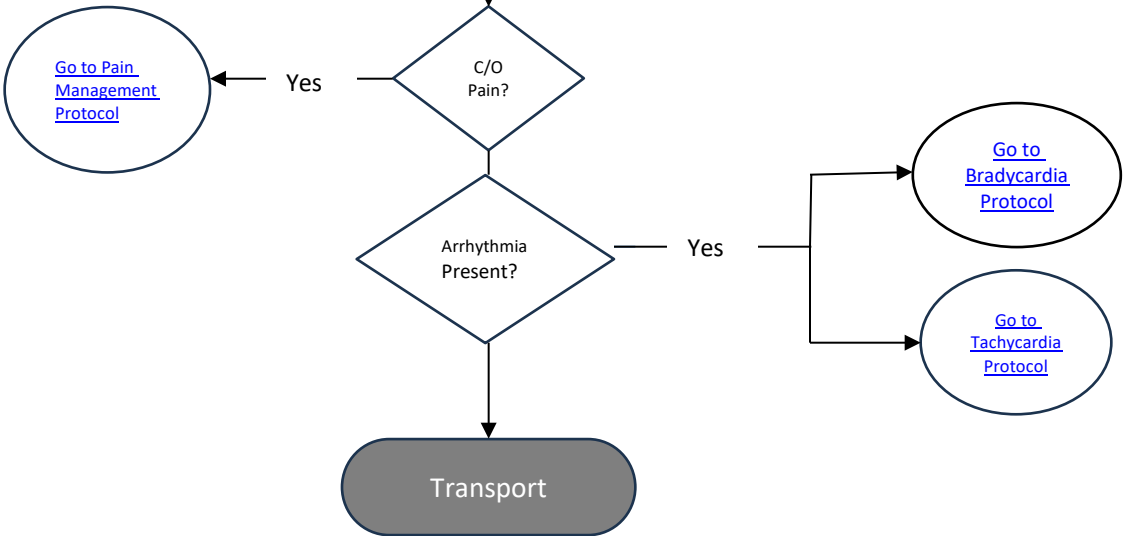 C/O
Pain?
Yes
Go to Pain
Management
Protocol
Arrhythmia
Present?
Yes
Go to
Bradycardia
Protocol
Go to
Tachycardia
Protocol
Transport